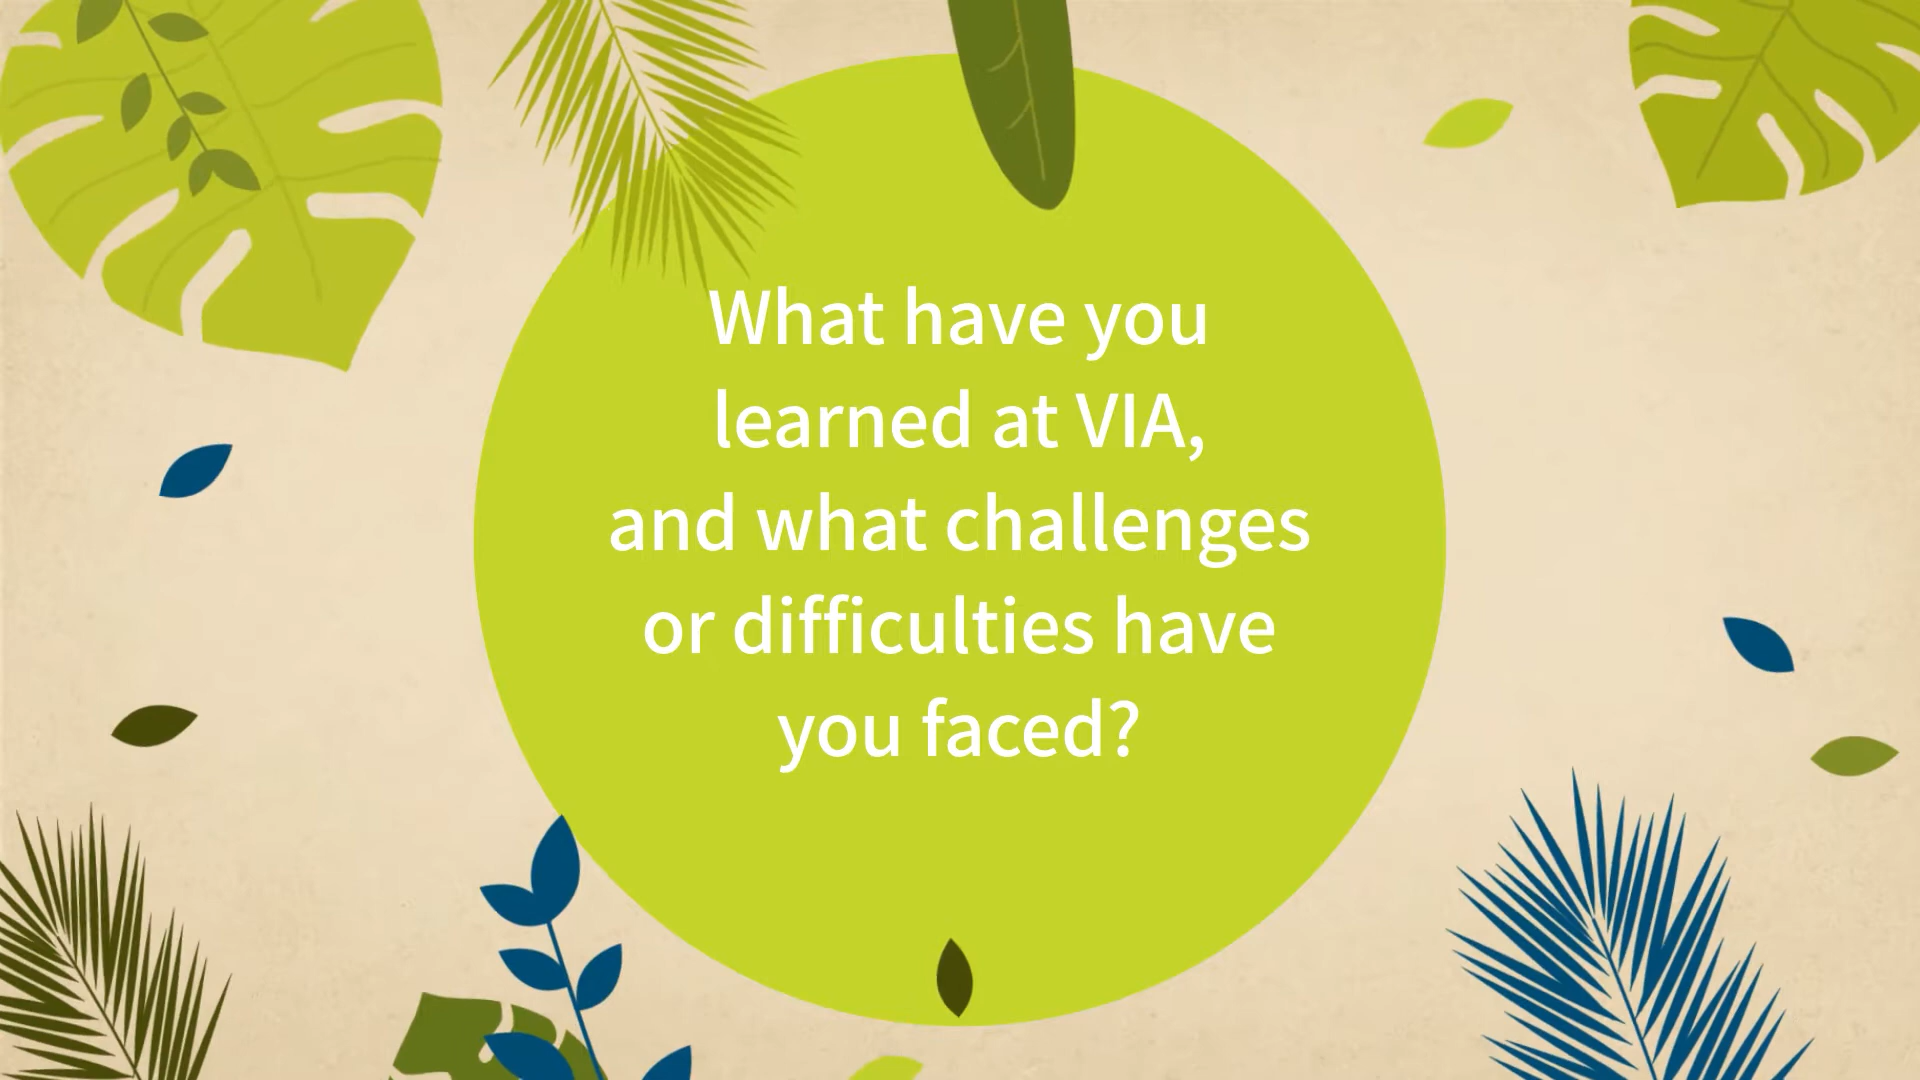 What have you
learned at VIA,
and what challenges
or difficulties have
you faced?